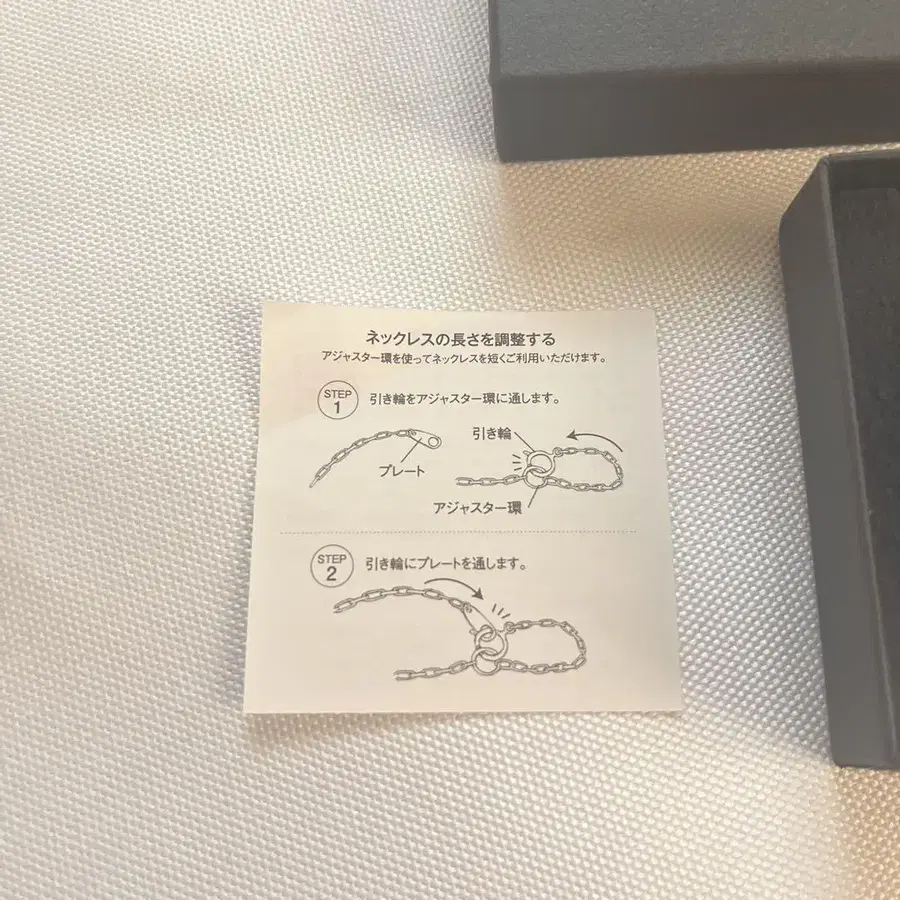 ネックレスの長さを調整する
アジャスター環を使ってネックレスを短くご利用いただけます。
STEP
1
引き輪をアジャスター環に通します。
引き輪
プレート
アジャスター環
STEP
2
引き輪にプレートを通します。